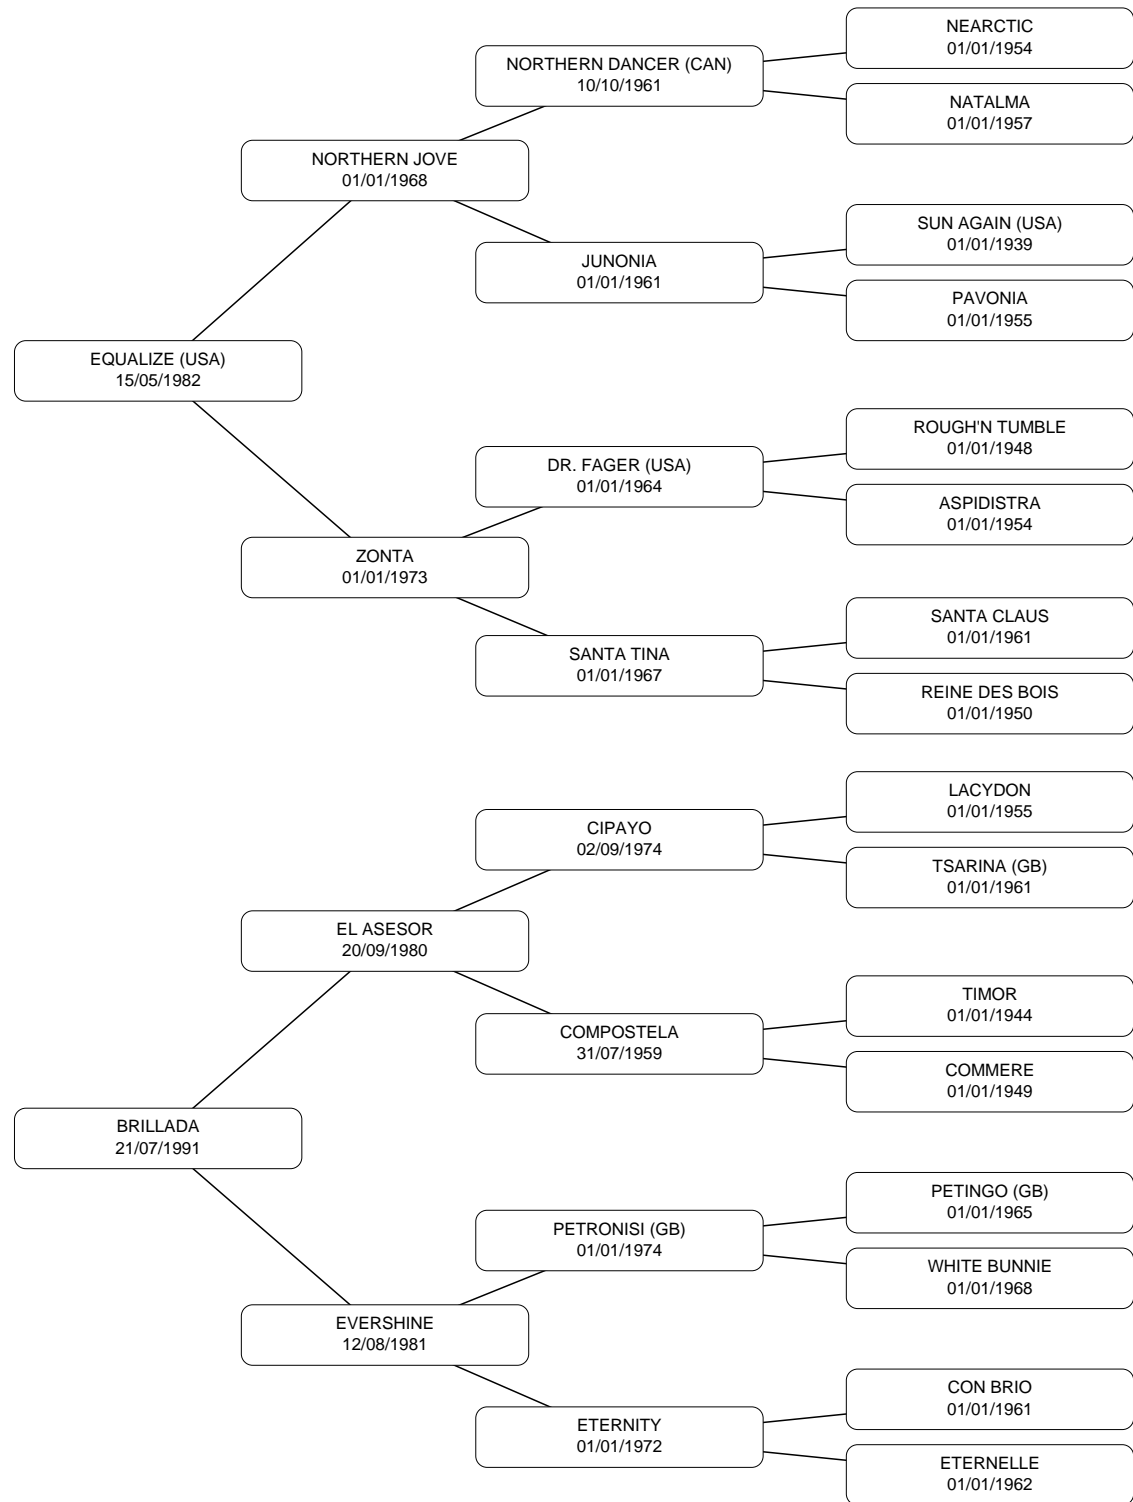 NEARCTIC
01/01/1954
NORTHERN DANCER (CAN)
10/10/1961
NATALMA
01/01/1957
NORTHERN JOVE
01/01/1968
SUN AGAIN (USA)
01/01/1939
JUNONIA
01/01/1961
PAVONIA
01/01/1955
EQUALIZE (USA)
15/05/1982
ROUGH'N TUMBLE
01/01/1948
DR. FAGER (USA)
01/01/1964
ASPIDISTRA
01/01/1954
ZONTA
01/01/1973
SANTA CLAUS
01/01/1961
SANTA TINA
01/01/1967
REINE DES BOIS
01/01/1950
LACYDON
01/01/1955
CIPAYO
02/09/1974
TSARINA (GB)
01/01/1961
EL ASESOR
20/09/1980
TIMOR
01/01/1944
COMPOSTELA
31/07/1959
COMMERE
01/01/1949
BRILLADA
21/07/1991
PETINGO (GB)
01/01/1965
PETRONISI (GB)
01/01/1974
WHITE BUNNIE
01/01/1968
EVERSHINE
12/08/1981
CON BRIO
01/01/1961
ETERNITY
01/01/1972
ETERNELLE
01/01/1962